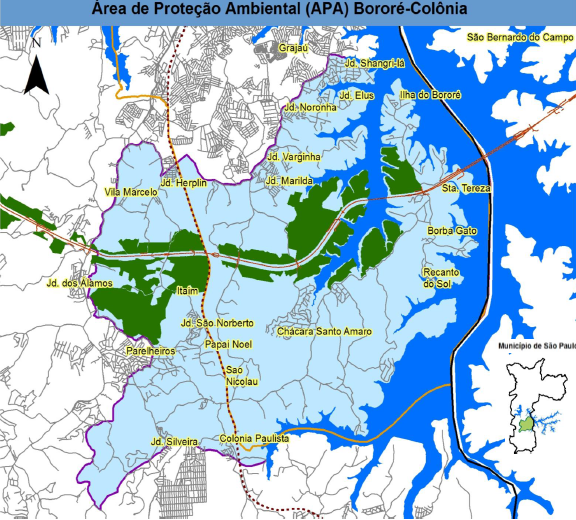 Área de Proteção Ambiental (APA) Bororé-Colônia
São Bernardo do Campo
N
Grajaú
Jd. Shangri-lá
Jd. Elus
Ilha do Bororé
Jd. Noronha
Jd. Varginha
Jd. Herplin
Jd. Marilda
Vila Marcelo
Sta. Tereza
Borba Gato
Recanto
do Sol
Jd. dos Alamos
Itaim
Jd. São Norberto
Chácara Santo Amaro
Papai Noel
Parelheiros
Município de São Paulo
Sao
Nicolau
Jd. Silveira
Colonia Paulista